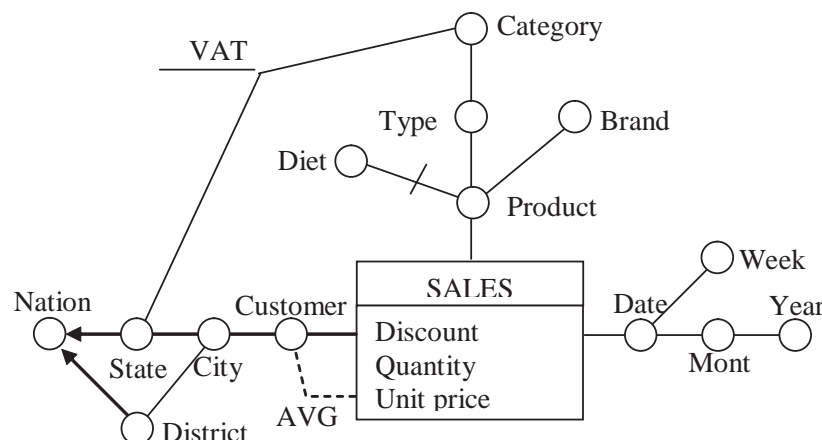 Category
VAT
Type
Brand
Diet
Product
Week
SALES
Nation
Customer
Date
Year
Discount
State
City
Quantity
Mont
Unit price
AVG
District